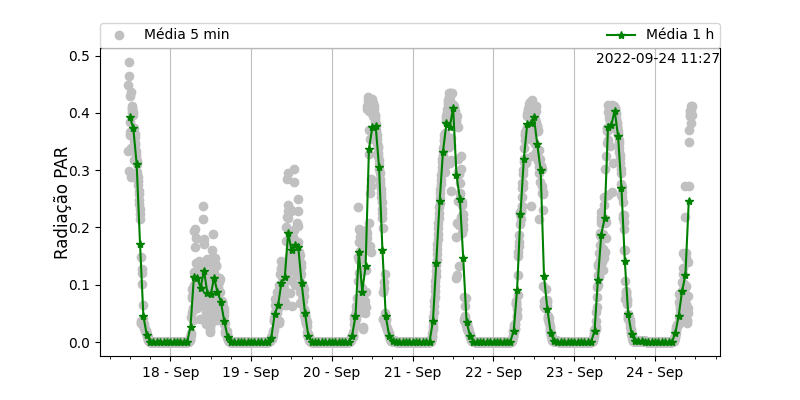 Média 5 min
Média 1 h
2022-09-24 11:27
Radiação PAR
0.5
0.4
0.3
0.2
0.1
0.0
18 - Sep
19 - Sep
20 - Sep
21 - Sep
22 - Sep
23 - Sep
24 - Sep